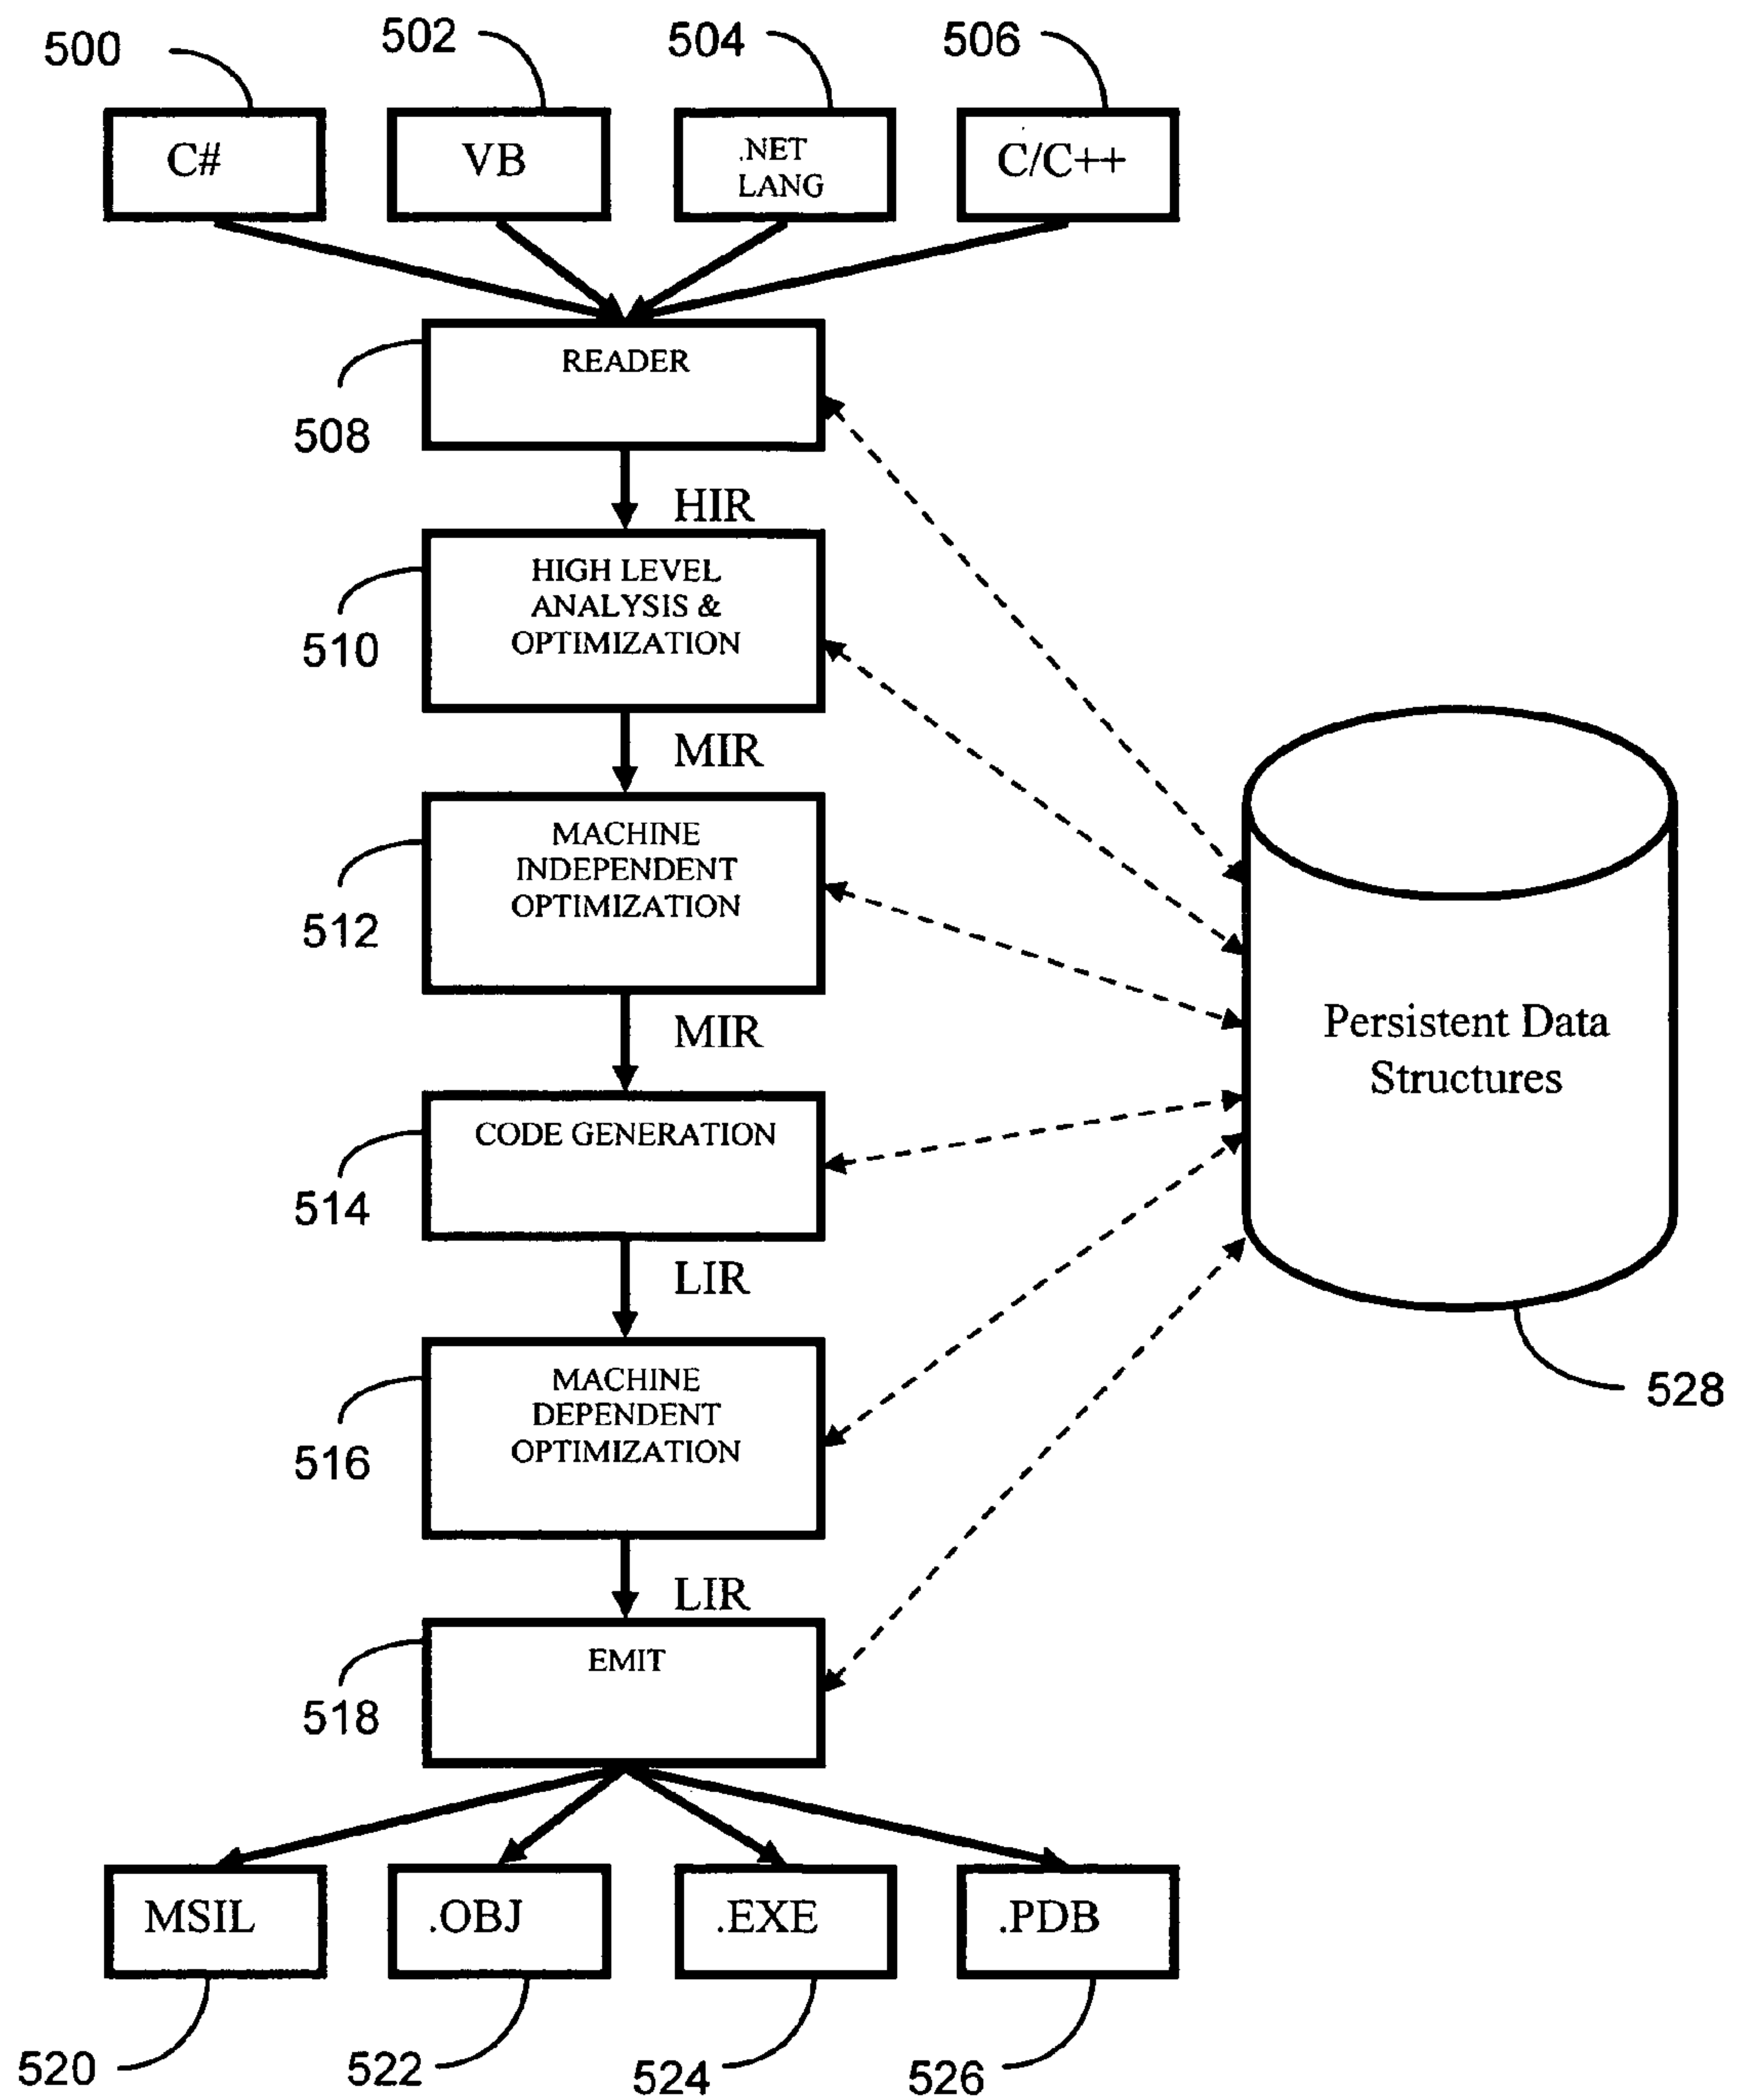 500
502
504
506
C#
VB
.NET
LANG
C/C++
READER
508
HIR
HIGH LEVEL
ANALYSIS &
OPTIMIZATION
510
MIR
MACHINE
INDEPENDENT
OPTIMIZATION
512
Persistent Data
Structures
MIR
CODE GENERATION
514
LIR
MACHINE
DEPENDENT
OPTIMIZATION
528
516
LIR
EMIT
518
MSIL
.OBJ
.EXE
.PDB
520
522
524
526